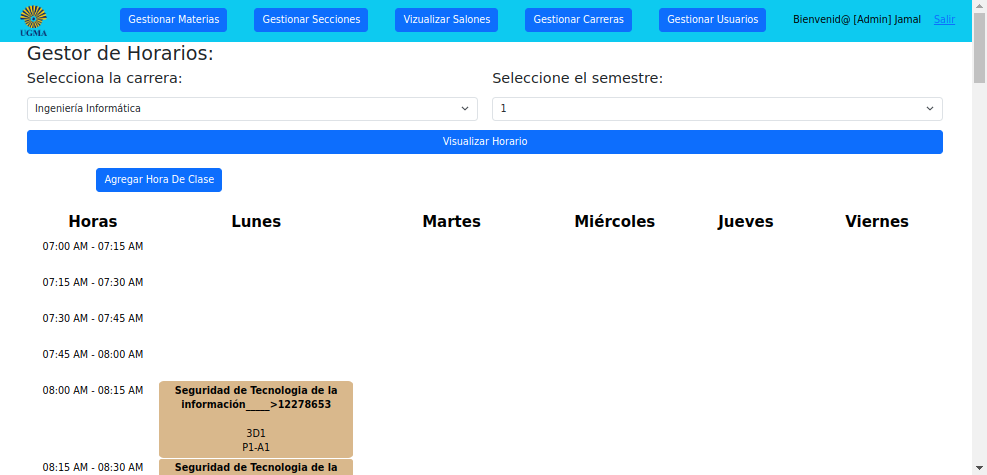 UGMA
Gestionar Materias
Gestionar Secciones
Vizualizar Salones
Gestionar Carreras
Gestionar Usuarios
Bienvenid@ [Admin] Jamal
Salir
Gestor de Horarios:
Selecciona la carrera:
Seleccione el semestre:
Ingeniería Informática
1
Visualizar Horario
Agregar Hora De Clase
Horas Lunes Martes Miércoles Jueves Viernes
07:00 AM - 07:15 AM
07:15 AM - 07:30 AM
07:30 AM - 07:45 AM
07:45 AM - 08:00 AM
08:00 AM - 08:15 AM
Seguridad de Tecnologia de la
información_____>12278653
3D1
P1-A1
08:15 AM - 08:30 AM
Seguridad de Tecnologia de la